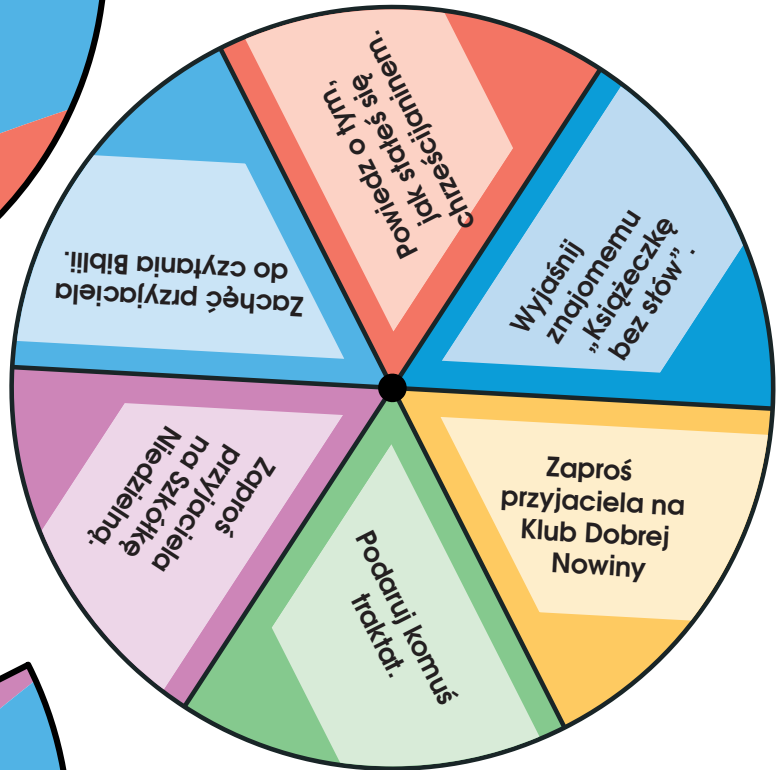 Powiedz o tym,
jak stałeś się
chrześcijaninem.
Wyjaśnij
znajomemu
„Książeczkę
bez słów”.
Zaproś
przyjaciela na
Klub Dobrej
Nowiny
Podaruj komuś
traktat.
Zaproś
przyjaciela
na Szkółkę
Niedzielną.
Zachęć przyjaciela
do czytania Biblii.